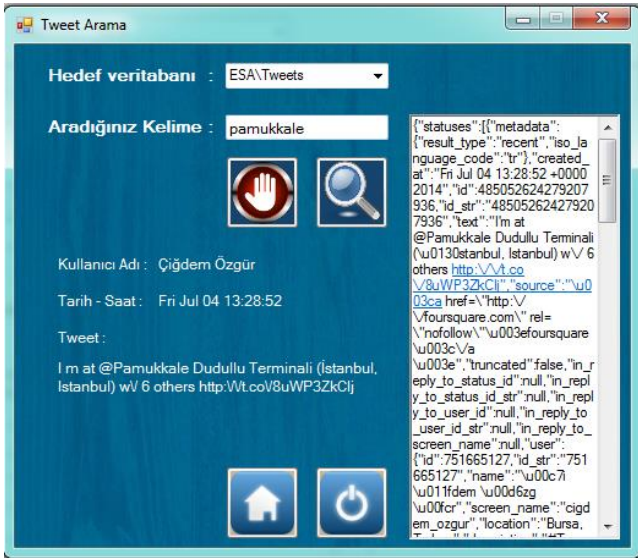 Tweet Arama
Hedef veritabanı :
ESA\Tweets
Aradığınız Kelime :
pamukkale
Kullanıcı Adı : Çiğdem Özgür
Tarih - Saat : Fri Jul 04 13:28:52
Tweet :
I m at @Pamukkale Dudullu Terminali (İstanbul,
Istanbul) w\/ 6 others http:\/\/t.co\/8uWP3ZkClj
{"statuses":[{"metadata":
{"result_type":"recent","iso_la
nguage_code":"tr"},"created_
at":"Fri Jul 04 13:28:52 +0000
2014","id":485052624279207
936,"id_str":"48505262427920
7936","text":"I'm at
@Pamukkale Dudullu Terminali
(\u0130stanbul, Istanbul) w\/ 6
others http:\/\/t.co
\/8uWP3ZkClj","source":"\u0
03ca href=\"http:\/
\/foursquare.com\" rel=
\"nofollow\"\u003efoursquare
\u003c\/a
\u003e","truncated":false,"in_r
eply_to_status_id":null,"in_repl
y_to_status_id_str":null,"in_repl
y_to_user_id":null,"in_reply_to
_user_id_str":null,"in_reply_to_
screen_name":null,"user":
{"id":751665127,"id_str":"751
665127","name":"\u00c7i
\u011fdem \u00d6zg
\u00fcr","screen_name":"cigd
em_ozgur","location":"Bursa,